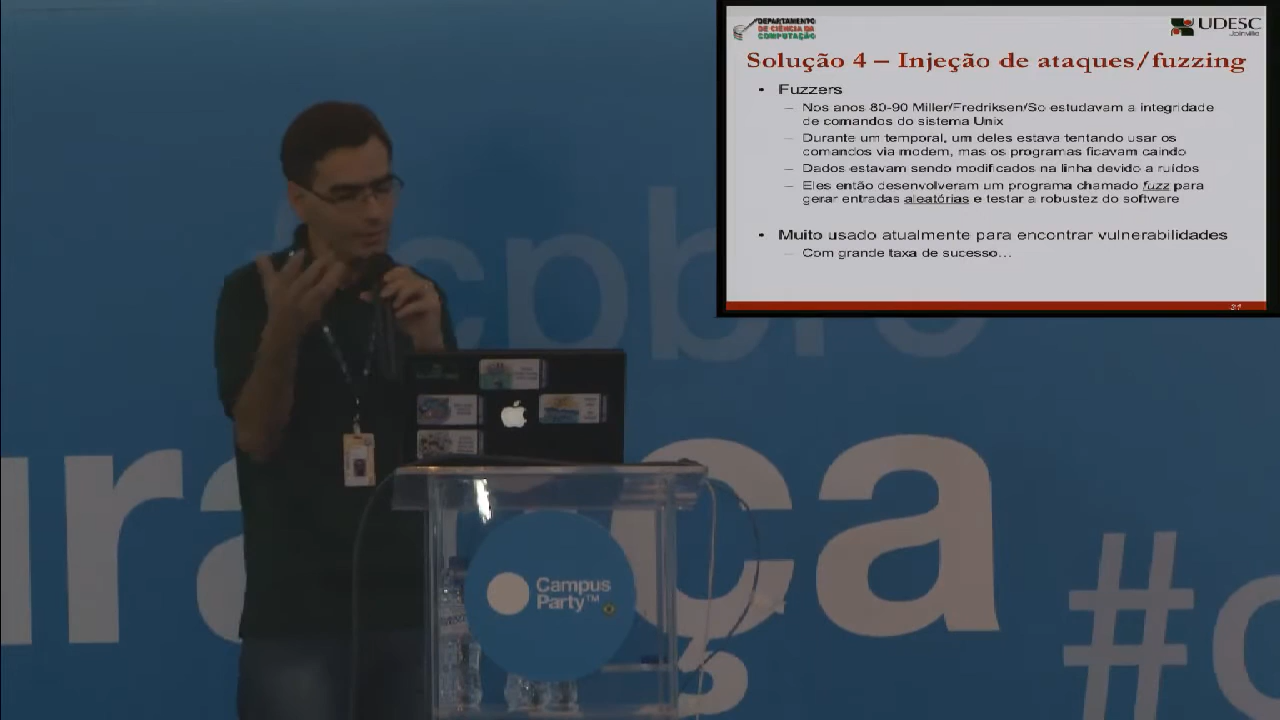 DEPARTAMENTO
DE CIÊNCIA DA
COMPUTAÇÃO
UDESC
Joinville
Solução 4 – Injeção de ataques/fuzzing
• Fuzzers
– Nos anos 80-90 Miller/Fredriksen/So estudavam a integridade
de comandos do sistema Unix
– Durante um temporal, um deles estava tentando usar os
comandos via modem, mas os programas ficavam caindo
– Dados estavam sendo modificados na linha devido a ruídos
– Eles então desenvolveram um programa chamado fuzz para
gerar entradas aleatórias e testar a robustez do software
• Muito usado atualmente para encontrar vulnerabilidades
– Com grande taxa de sucesso...
cpbr
urança
#c
Campus
Party™